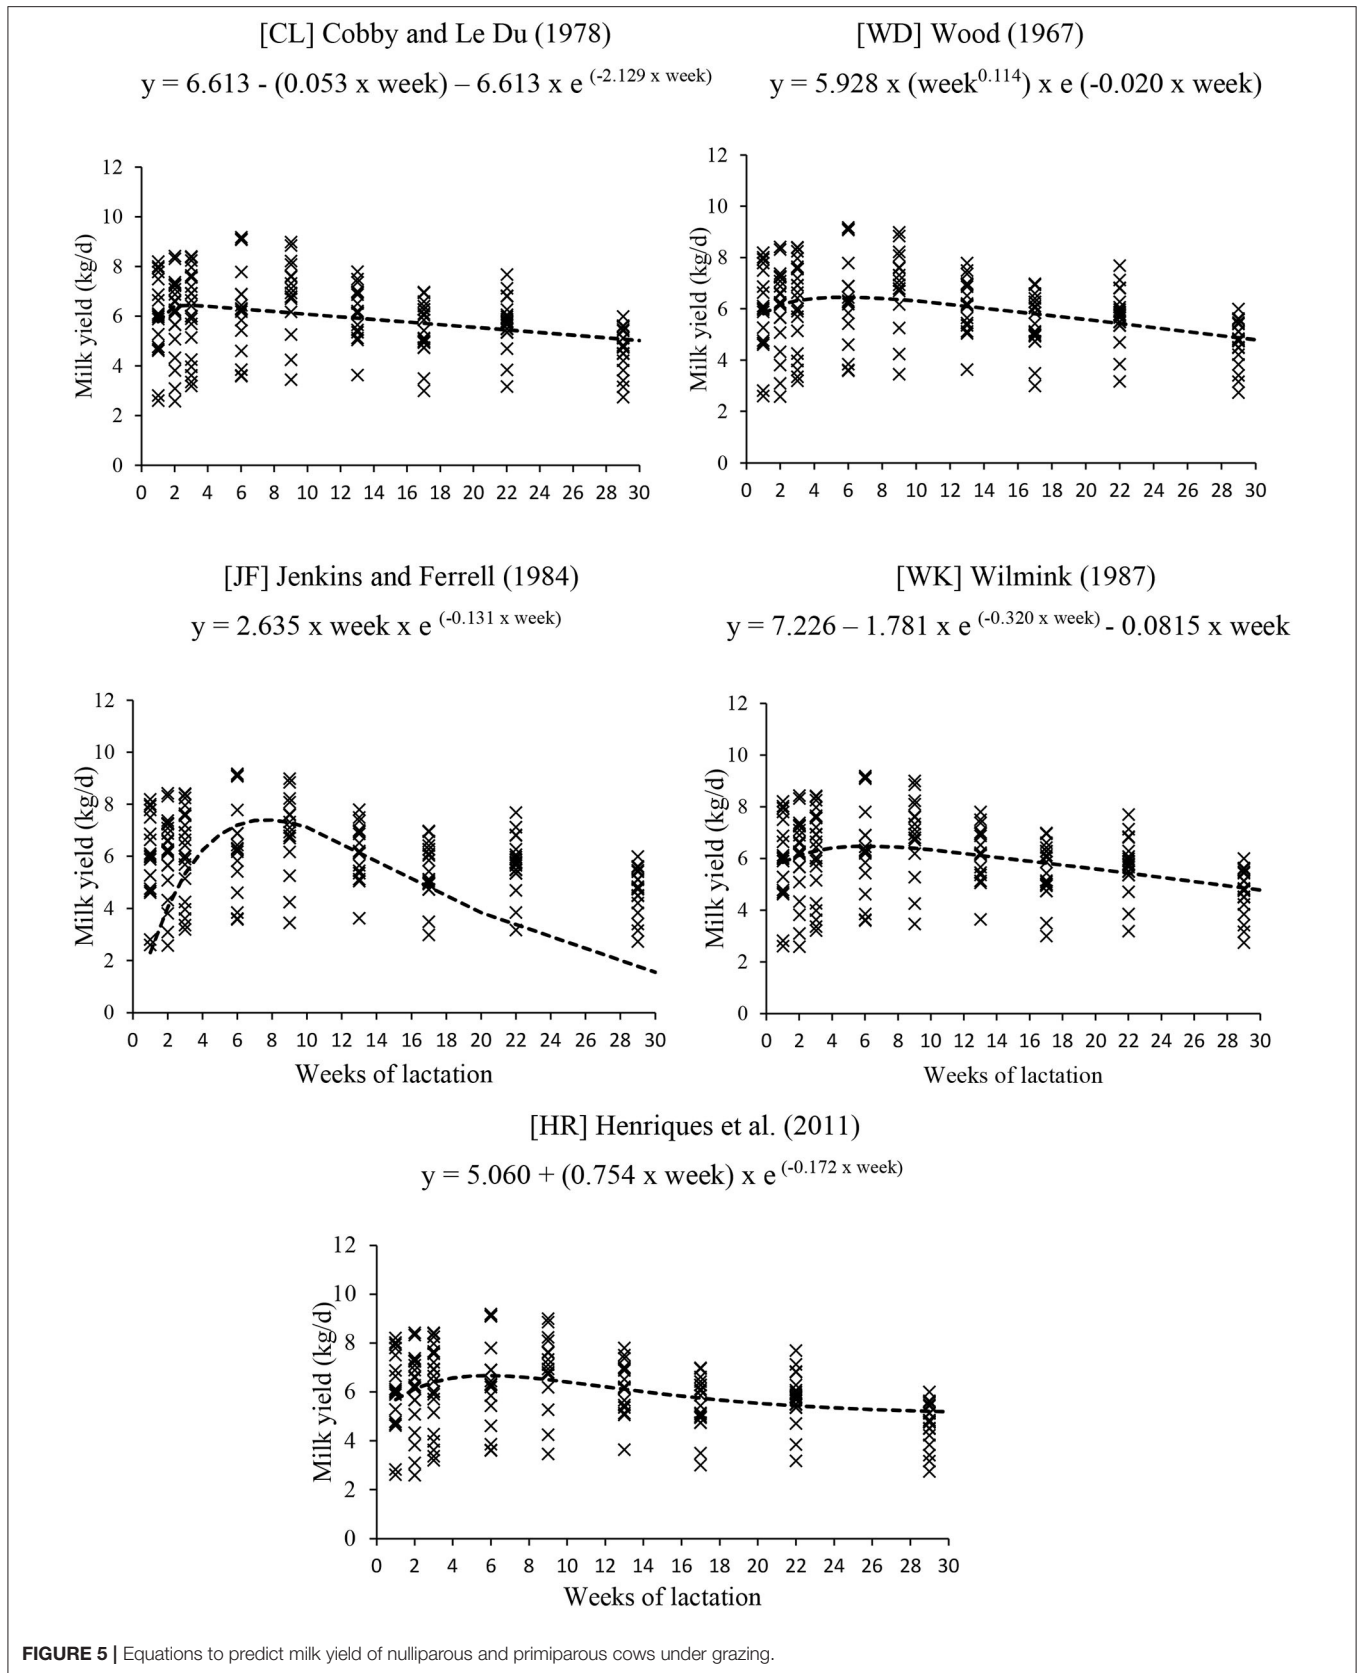 [CL] Cobby and Le Du (1978)
y = 6.613 - (0.053 x week) – 6.613 x e (-2.129 x week)
12
10
8
6
4
2
0
Milk yield (kg/d)
0 2 4 6 8 10 12 14 16 18 20 22 24 26 28 30
[WD] Wood (1967)
y = 5.928 x (week0.114) x e (-0.020 x week)
12
10
8
6
4
2
0
Milk yield (kg/d)
0 2 4 6 8 10 12 14 16 18 20 22 24 26 28 30
[JF] Jenkins and Ferrell (1984)
y = 2.635 x week x e (-0.131 x week)
12
10
8
6
4
2
0
Milk yield (kg/d)
0 2 4 6 8 10 12 14 16 18 20 22 24 26 28 30
Weeks of lactation
[WK] Wilmink (1987)
y = 7.226 – 1.781 x e (-0.320 x week) - 0.0815 x week
12
10
8
6
4
2
0
Milk yield (kg/d)
0 2 4 6 8 10 12 14 16 18 20 22 24 26 28 30
Weeks of lactation
[HR] Henriques et al. (2011)
y = 5.060 + (0.754 x week) x e (-0.172 x week)
12
10
8
6
4
2
0
Milk yield (kg/d)
0 2 4 6 8 10 12 14 16 18 20 22 24 26 28 30
Weeks of lactation
FIGURE 5 | Equations to predict milk yield of nulliparous and primiparous cows under grazing.